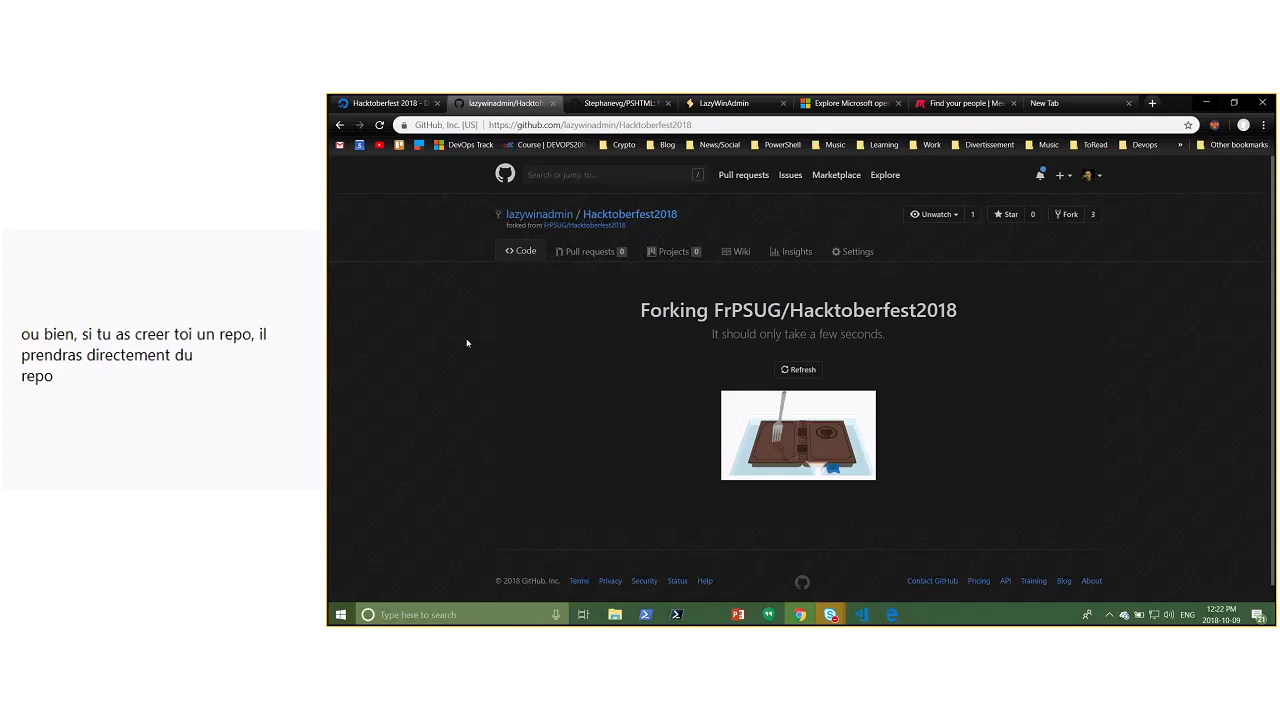 ou bien, si tu as creer toi un repo, il
prendras directement du
repo
Hacktoberfest 2018 - D
lazywinadmin/Hacktob
Stephanevg/PSHTML:
LazyWinAdmin
Explore Microsoft ope
Find your people | Mee
New Tab
GitHub, Inc. [US] | https://github.com/lazywinadmin/Hacktoberfest2018
DevOps Track
Course | DEVOPS200
Crypto
Blog
News/Social
PowerShell
Music
Learning
Work
Divertissement
Music
ToRead
Devops
»
Other bookmarks
Search or jump to...
/
Pull requests
Issues
Marketplace
Explore
lazywinadmin / Hacktoberfest2018
forked from FrPSUG/Hacktoberfest2018
Unwatch 1
Star 0
Fork 3
Code
Pull requests 0
Projects 0
Wiki
Insights
Settings
Forking FrPSUG/Hacktoberfest2018
It should only take a few seconds.
Refresh
© 2018 GitHub, Inc.
Terms
Privacy
Security
Status
Help
Contact GitHub
Pricing
API
Training
Blog
About
Type here to search
ENG
12:22 PM
2018-10-09
21